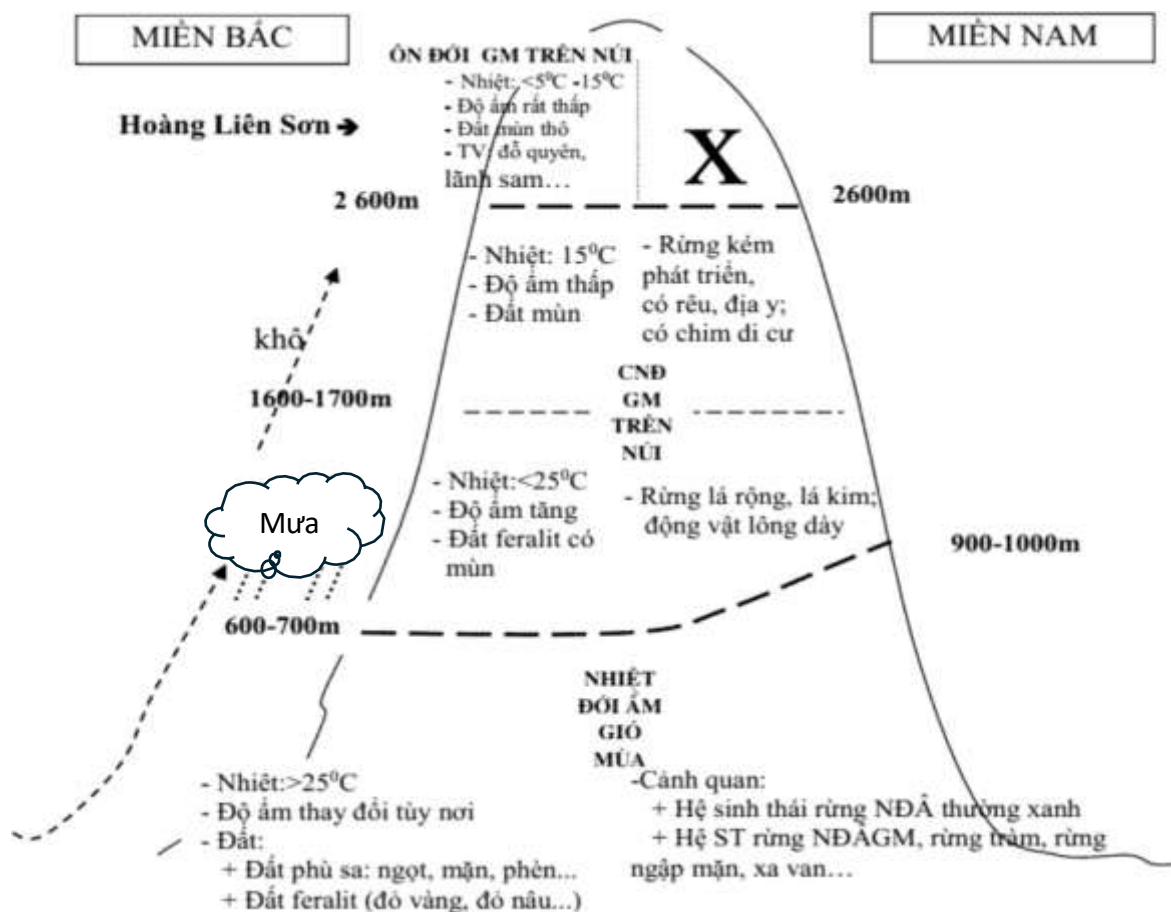 MIỀN BẮC
MIỀN NAM
ÔN ĐỚI GM TRÊN NÚI
- Nhiệt: <5⁰C -15⁰C
- Độ ẩm rất thấp
- Đất mùn thô
- TV: đỗ quyên,
lãnh sam…
Hoàng Liên Sơn ➔
X
2 600m
2600m
- Nhiệt: 15⁰C
- Độ ẩm thấp
- Đất mùn
- Rừng kém
phát triển,
có rêu, địa y;
có chim di cư
khô
1600-1700m
CNĐ
GM
TRÊN
NÚI
Mưa
- Nhiệt:<25⁰C
- Độ ẩm tăng
- Đất feralit có
mùn
- Rừng lá rộng, lá kim;
động vật lông dày
900-1000m
600-700m
NHIỆT
ĐỚI ẨM
GIÓ
MÙA
- Nhiêt:>25⁰C
- Độ ẩm thay đổi tùy nơi
- Đất:
+ Đất phù sa: ngọt, mặn, phèn...
+ Đất feralit (đỏ vàng, đỏ nâu...)
-Cảnh quan:
+ Hệ sinh thái rừng NĐÂ thường xanh
+ Hệ ST rừng NĐÂGM, rừng tràm, rừng
ngập mặn, xa van…